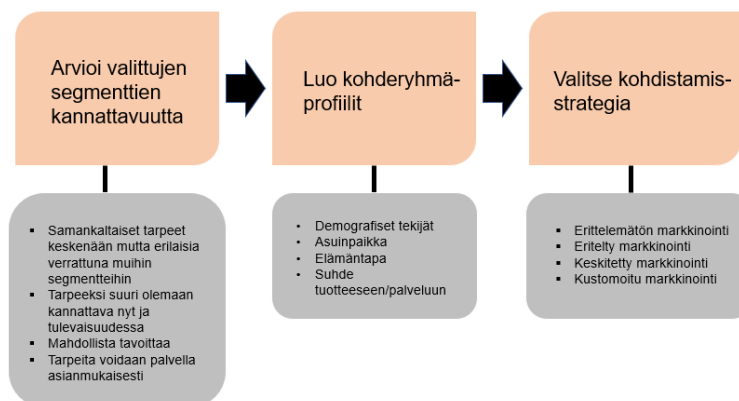 Arvioi valittujen
segmenttien
kannattavuutta
Samankaltaiset tarpeet
keskenään mutta erilaisia
verrattuna muihin
segmentteihin
Tarpeeksi suuri olemaan
kannattava nyt ja
tulevaisuudessa
Mahdollista tavoittaa
Tarpeita voidaan palvella
asianmukaisesti
Luo kohderyhmä-
profiilit
Demografiset tekijät
Asuinpaikka
Elämäntapa
Suhde
tuotteeseen/palveluun
Valitse kohdistamis-
strategia
Erittelemätön markkinointi
Eritelty markkinointi
Keskitetty markkinointi
Kustomoitu markkinointi